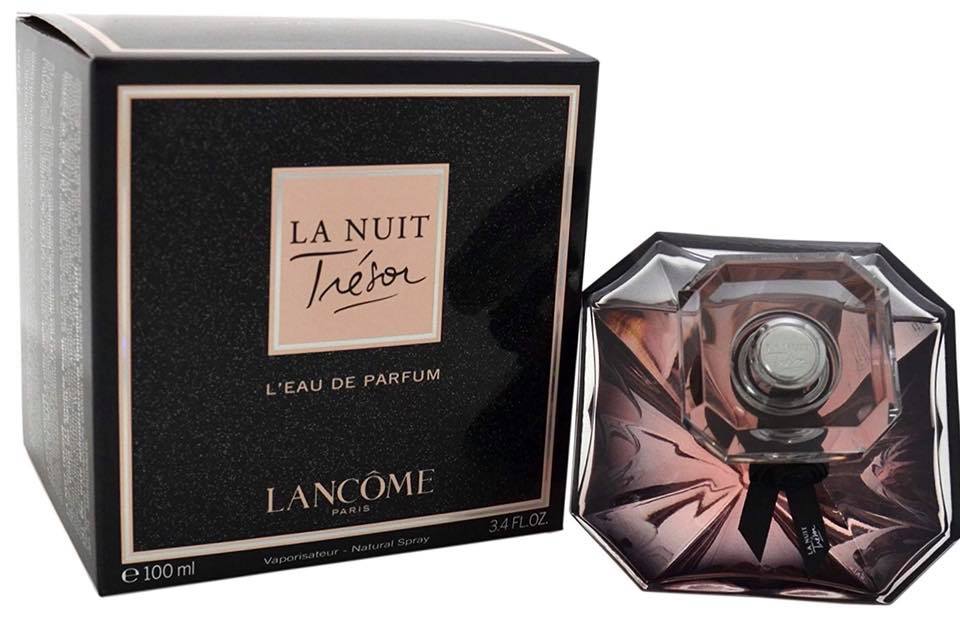 LA NUIT
Trésor
L'EAU DE PARFUM
LANCÔME
PARIS
3.4 FL.OZ.
Vaporisateur - Natural Spray
e 100 ml
LA NUIT
Trésor